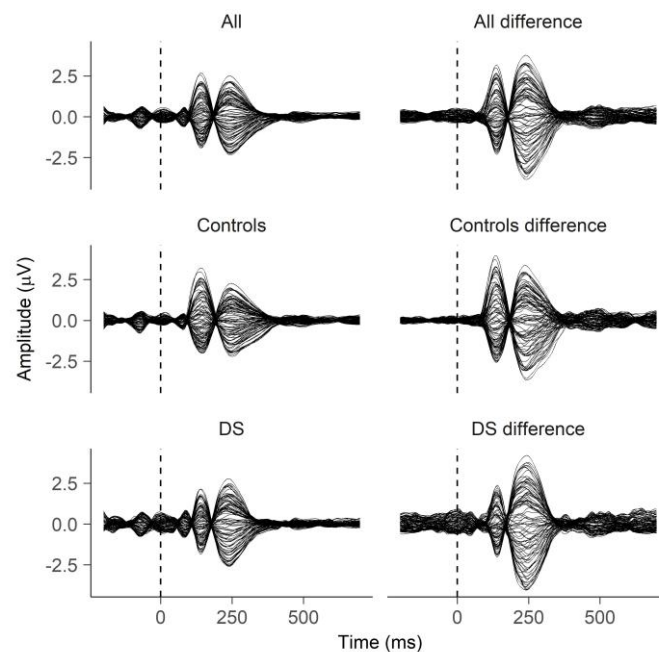 All
All difference
2.5
0.0
-2.5
Controls
Controls difference
2.5
0.0
-2.5
Amplitude (μV)
DS
DS difference
2.5
0.0
-2.5
0 250 500
0 250 500
Time (ms)